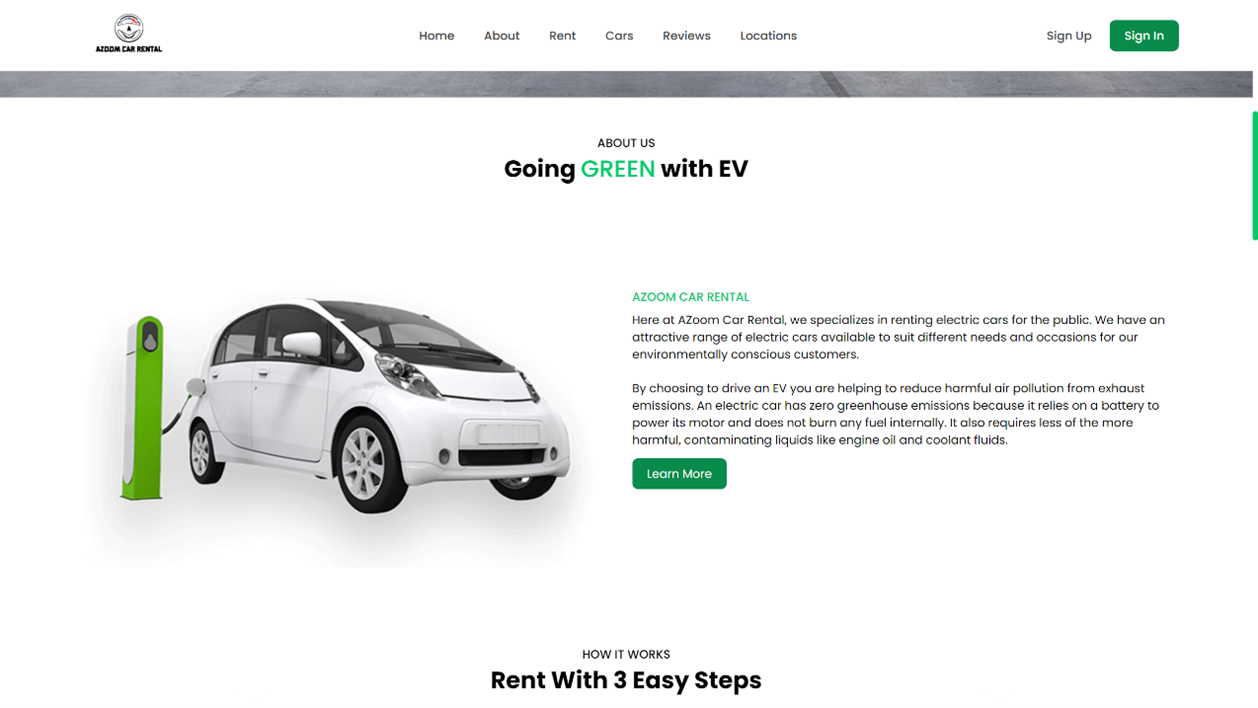 AZOOM CAR RENTAL
Home About Rent Cars Reviews Locations Sign Up Sign In
ABOUT US
Going GREEN with EV
AZOOM CAR RENTAL
Here at AZoom Car Rental, we specializes in renting electric cars for the public. We have an
attractive range of electric cars available to suit different needs and occasions for our
environmentally conscious customers.
By choosing to drive an EV you are helping to reduce harmful air pollution from exhaust
emissions. An electric car has zero greenhouse emissions because it relies on a battery to
power its motor and does not burn any fuel internally. It also requires less of the more
harmful, contaminating liquids like engine oil and coolant fluids.
Learn More
HOW IT WORKS
Rent With 3 Easy Steps